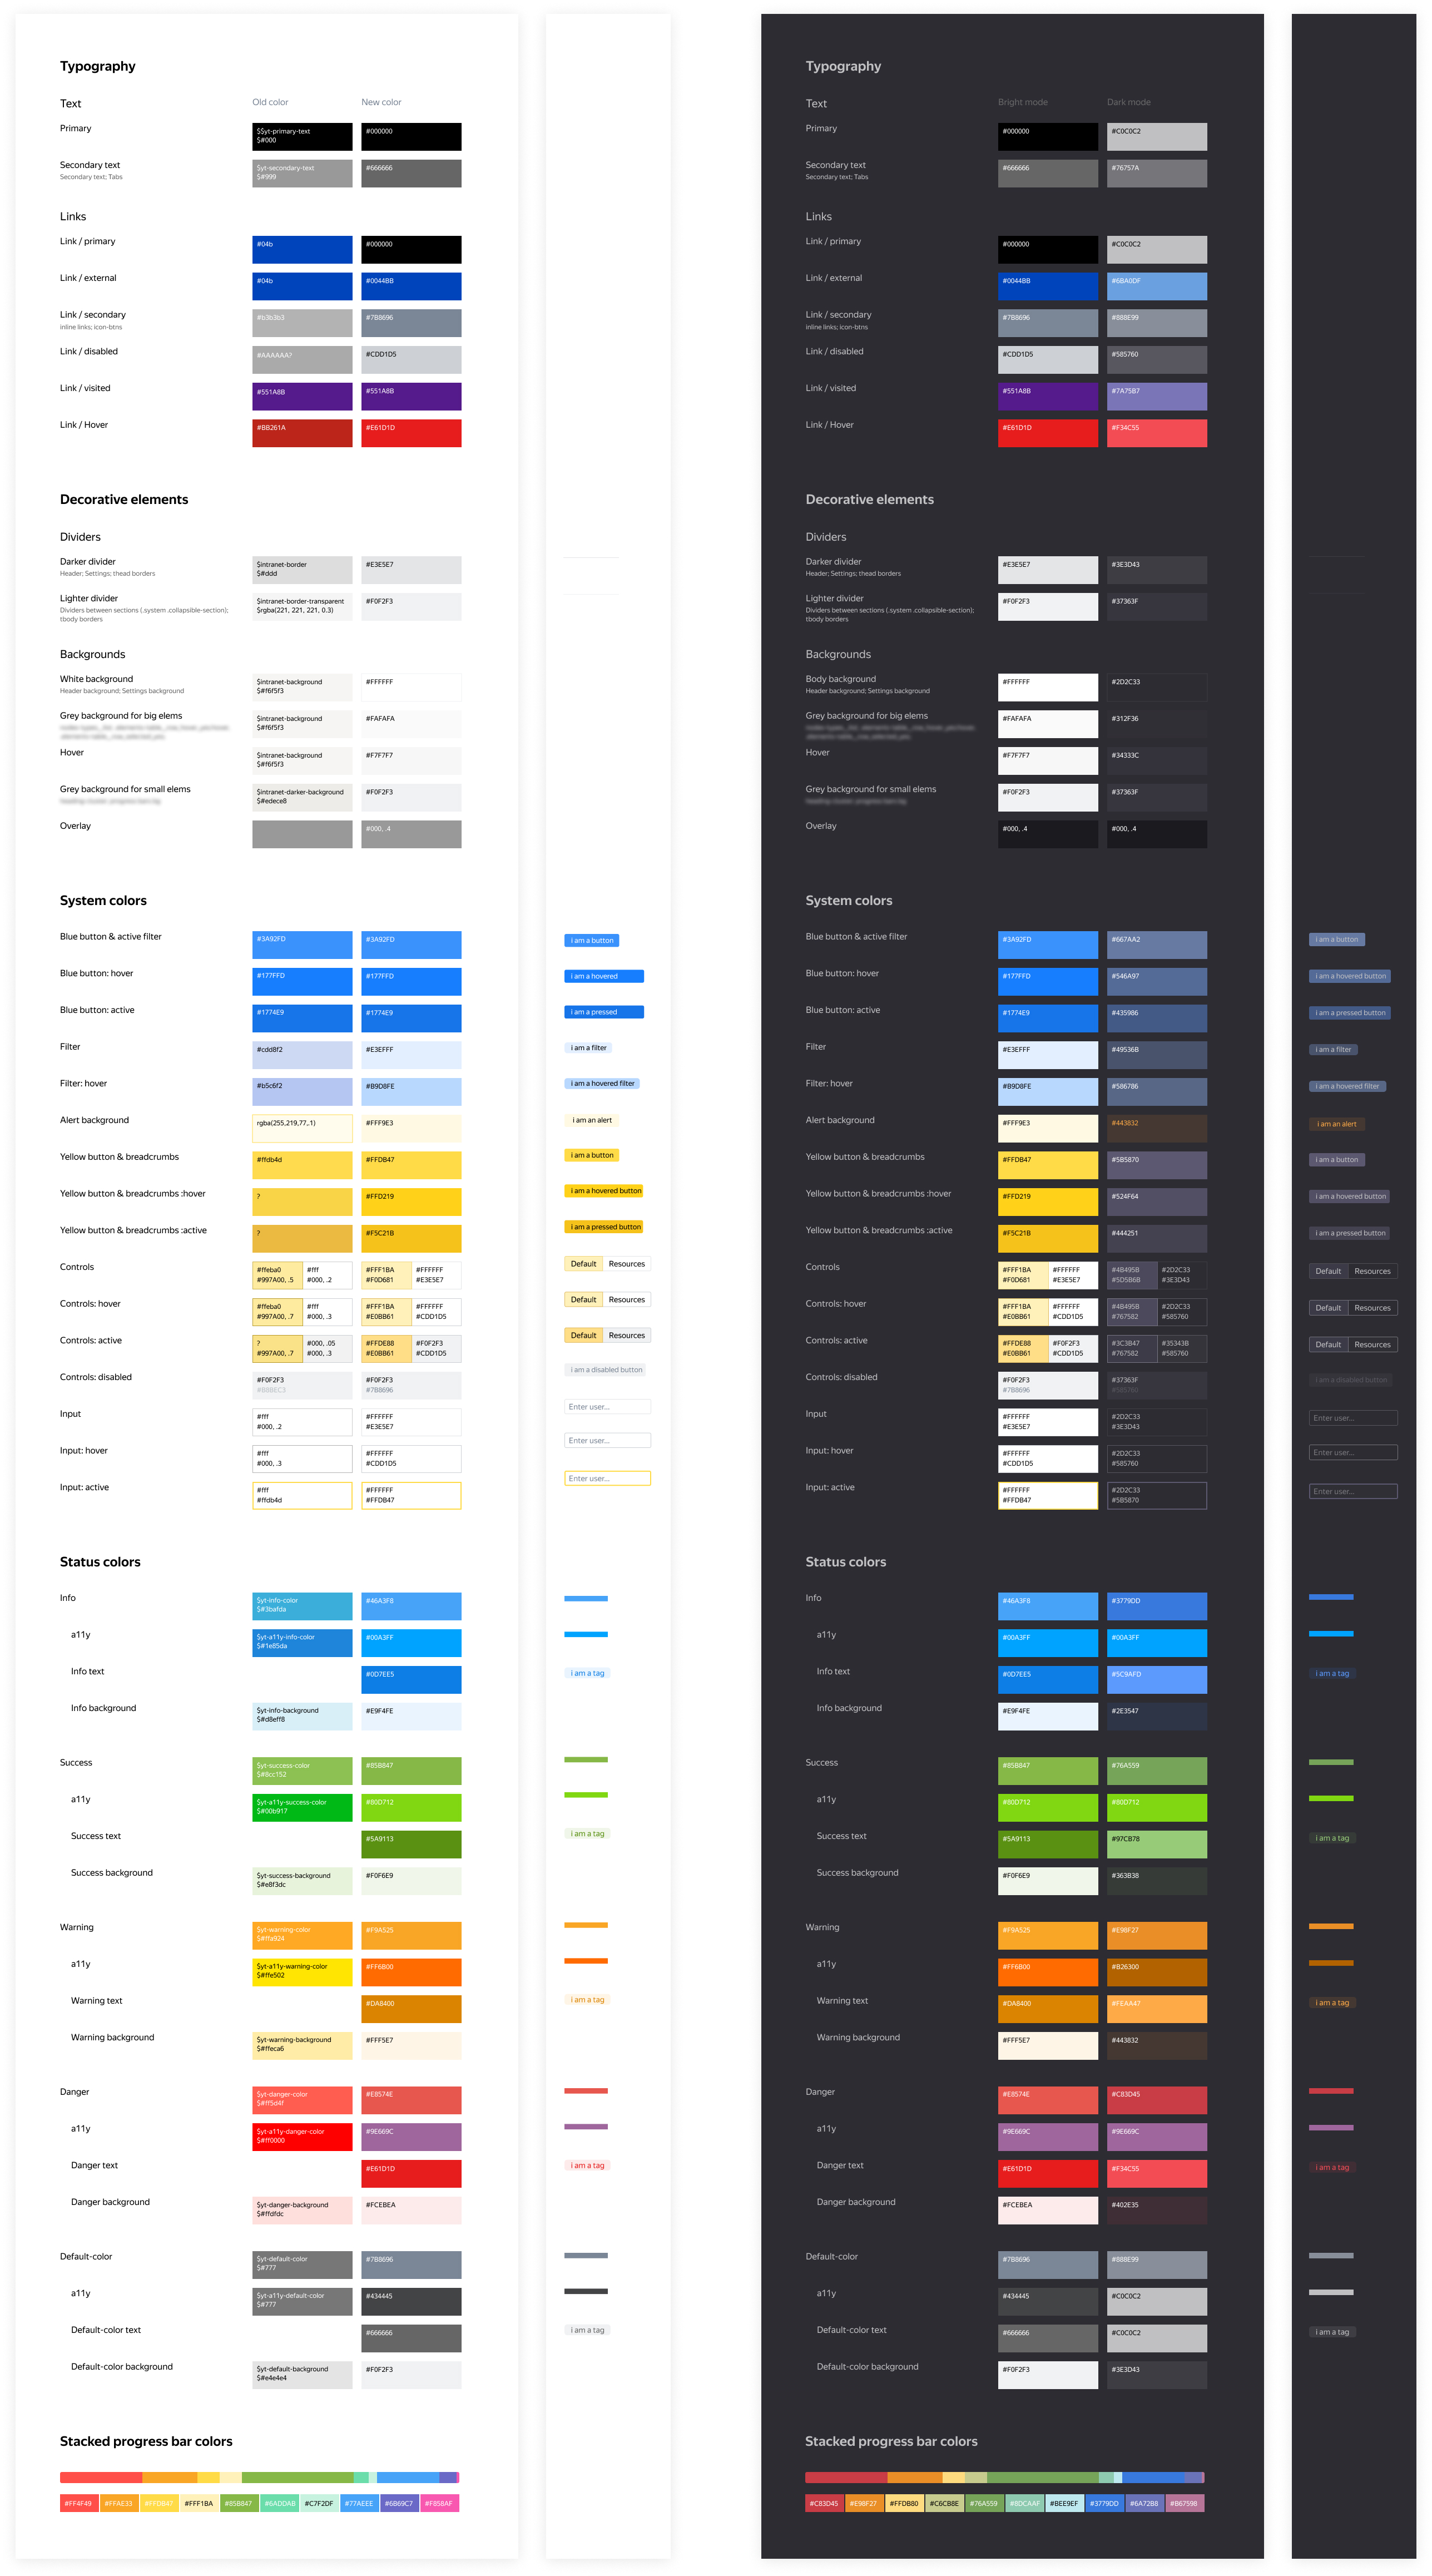 Typography
Text Old color New color
Primary $$yt-primary-text #000000
$#000
Secondary text $yt-secondary-text #666666
Secondary text; Tabs $#999
Links
Link / primary #04b #000000
Link / external #04b #0044BB
Link / secondary #b3b3b3 #7B8696
inline links; icon-btns
Link / disabled #AAAAAA? #CDD1D5
Link / visited #551A8B #551A8B
Link / Hover #BB261A #E61D1D
Decorative elements
Dividers
Darker divider $intranet-border #E3E5E7
Header; Settings; thead borders $#ddd
Lighter divider $intranet-border-transparent #F0F2F3
Dividers between sections (.system .collapsible-section); $rgba(221, 221, 221, 0.3)
tbody borders
Backgrounds
White background $intranet-background #FFFFFF
Header background; Settings background $#f6f5f3
Grey background for big elems $intranet-background #FAFAFA
$#f6f5f3
Hover $intranet-background #F7F7F7
$#f6f5f3
Grey background for small elems $intranet-darker-background #F0F2F3
$#edece8
Overlay #000, .4
System colors
Blue button & active filter #3A92FD #3A92FD i am a button
Blue button: hover #177FFD #177FFD i am a hovered
Blue button: active #1774E9 #1774E9 i am a pressed
Filter #cdd8f2 #E3EFFF i am a filter
Filter: hover #b5c6f2 #B9D8FE i am a hovered filter
Alert background rgba(255,219,77,.1) #FFF9E3 i am an alert
Yellow button & breadcrumbs #ffdb4d #FFDB47 i am a button
Yellow button & breadcrumbs :hover ? #FFD219 i am a hovered button
Yellow button & breadcrumbs :active ? #F5C21B i am a pressed button
Controls #ffeba0 #fff #FFF1BA #FFFFFF Default Resources
#997A00, .5 #000, .2 #F0D681 #E3E5E7
Controls: hover #ffeba0 #fff #FFF1BA #FFFFFF Default Resources
#997A00, .7 #000, .3 #E0BB61 #CDD1D5
Controls: active ? #000, .05 #FFDE88 #F0F2F3 Default Resources
#997A00, .7 #000, .3 #E0BB61 #CDD1D5
Controls: disabled #F0F2F3 #F0F2F3 i am a disabled button
#B8BEC3 #7B8696
Input #fff #FFFFFF Enter user...
#000, .2 #E3E5E7
Input: hover #fff #FFFFFF Enter user...
#000, .3 #CDD1D5
Input: active #fff #FFFFFF Enter user...
#ffdb4d #FFDB47
Status colors
Info $yt-info-color #46A3F8
$#3bafda
a11y $yt-a11y-info-color #00A3FF
$#1e85da
Info text #0D7EE5 i am a tag
Info background $yt-info-background #E9F4FE
$#d8eff8
Success $yt-success-color #85B847
$#8cc152
a11y $yt-a11y-success-color #80D712
$#00b917
Success text #5A9113 i am a tag
Success background $yt-success-background #F0F6E9
$#e8f3dc
Warning $yt-warning-color #F9A525
$#ffa924
a11y $yt-a11y-warning-color #FF6B00
$#ffe502
Warning text #DA8400 i am a tag
Warning background $yt-warning-background #FFF5E7
$#ffeca6
Danger $yt-danger-color #E8574E
$#ff5d4f
a11y $yt-a11y-danger-color #9E669C
$#ff0000
Danger text #E61D1D i am a tag
Danger background $yt-danger-background #FCEBEA
$#ffdfdc
Default-color $yt-default-color #7B8696
$#777
a11y $yt-a11y-default-color #434445
$#777
Default-color text #666666 i am a tag
Default-color background $yt-default-background #F0F2F3
$#e4e4e4
Stacked progress bar colors
#FF4F49 #FFAE33 #FFDB47 #FFF1BA #85B847 #6ADDAB #C7F2DF #77AEEE #6B69C7 #F858AF
Typography
Text Bright mode Dark mode
Primary #000000 #C0C0C2
Secondary text #666666 #76757A
Secondary text; Tabs
Links
Link / primary #000000 #C0C0C2
Link / external #0044BB #6BA0DF
Link / secondary #7B8696 #888E99
inline links; icon-btns
Link / disabled #CDD1D5 #585760
Link / visited #551A8B #7A75B7
Link / Hover #E61D1D #F34C55
Decorative elements
Dividers
Darker divider #E3E5E7 #3E3D43
Header; Settings; thead borders
Lighter divider #F0F2F3 #37363F
Dividers between sections (.system .collapsible-section);
tbody borders
Backgrounds
Body background #FFFFFF #2D2C33
Header background; Settings background
Grey background for big elems #FAFAFA #312F36
Hover #F7F7F7 #34333C
Grey background for small elems #F0F2F3 #37363F
Overlay #000, .4 #000, .4
System colors
Blue button & active filter #3A92FD #667AA2 i am a button
Blue button: hover #177FFD #546A97 i am a hovered button
Blue button: active #1774E9 #435986 i am a pressed button
Filter #E3EFFF #49536B i am a filter
Filter: hover #B9D8FE #586786 i am a hovered filter
Alert background #FFF9E3 #443832 i am an alert
Yellow button & breadcrumbs #FFDB47 #5B5870 i am a button
Yellow button & breadcrumbs :hover #FFD219 #524F64 i am a hovered button
Yellow button & breadcrumbs :active #F5C21B #444251 i am a pressed button
Controls #FFF1BA #FFFFFF #4B495B #2D2C33 Default Resources
#F0D681 #E3E5E7 #5D5B6B #3E3D43
Controls: hover #FFF1BA #FFFFFF #4B495B #2D2C33 Default Resources
#E0BB61 #CDD1D5 #767582 #585760
Controls: active #FFDE88 #F0F2F3 #3C3B47 #35343B Default Resources
#E0BB61 #CDD1D5 #767582 #585760
Controls: disabled #F0F2F3 #37363F i am a disabled button
#7B8696 #585760
Input #FFFFFF #2D2C33 Enter user...
#E3E5E7 #3E3D43
Input: hover #FFFFFF #2D2C33 Enter user...
#CDD1D5 #585760
Input: active #FFFFFF #2D2C33 Enter user...
#FFDB47 #5B5870
Status colors
Info #46A3F8 #3779DD
a11y #00A3FF #00A3FF
Info text #0D7EE5 #5C9AFD i am a tag
Info background #E9F4FE #2E3547
Success #85B847 #76A559
a11y #80D712 #80D712
Success text #5A9113 #97CB78 i am a tag
Success background #F0F6E9 #363B38
Warning #F9A525 #E98F27
a11y #FF6B00 #B26300
Warning text #DA8400 #FEAA47 i am a tag
Warning background #FFF5E7 #443832
Danger #E8574E #C83D45
a11y #9E669C #9E669C
Danger text #E61D1D #F34C55 i am a tag
Danger background #FCEBEA #402E35
Default-color #7B8696 #888E99
a11y #434445 #C0C0C2
Default-color text #666666 #C0C0C2 i am a tag
Default-color background #F0F2F3 #3E3D43
Stacked progress bar colors
#C83D45 #E98F27 #FFDB80 #C6CB8E #76A559 #8DCAAF #BEE9EF #3779DD #6A72B8 #B6759B